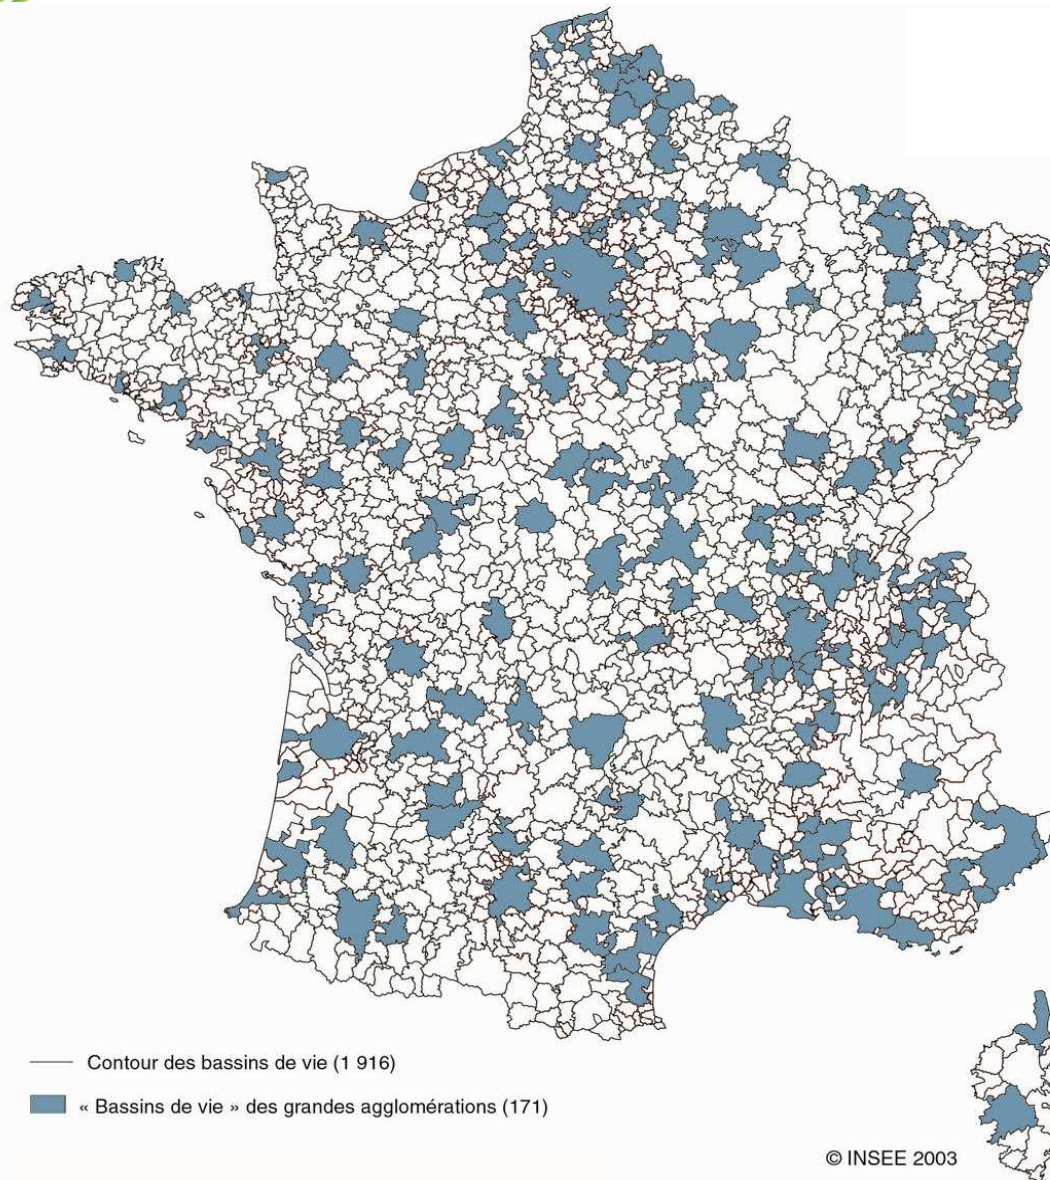 Contour des bassins de vie (1 916)
« Bassins de vie » des grandes agglomérations (171)
© INSEE 2003